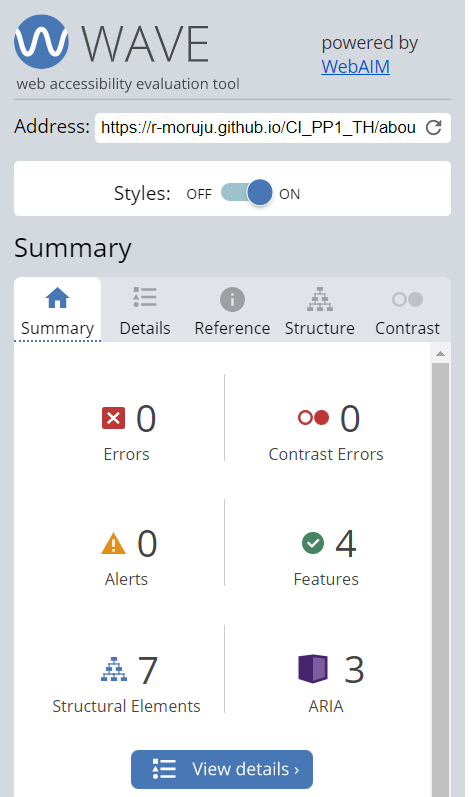 WAVE
web accessibility evaluation tool
powered by
WebAIM
Address: https://r-moruju.github.io/CI_PP1_TH/abou
Styles: OFF ON
Summary
Summary Details Reference Structure Contrast
0 0
Errors Contrast Errors
0 4
Alerts Features
7 3
Structural Elements ARIA
View details ›